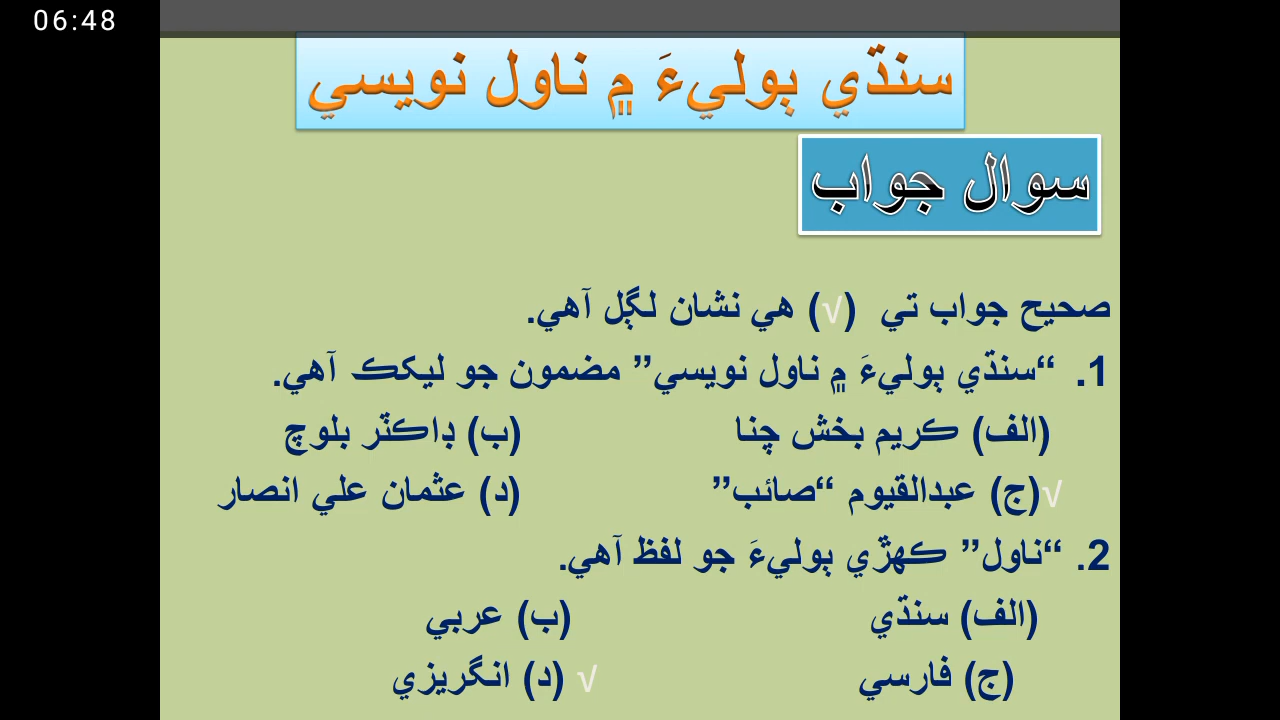 06:48
سنڌي ٻوليءَ ۾ ناول نويسي
سوال جواب
صحيح جواب تي (√) هي نشان لڳل آهي.
1. “سنڌي ٻوليءَ ۾ ناول نويسي” مضمون جو ليکڪ آهي.
(الف) ڪريم بخش چنا (ب) ڊاڪٽر بلوچ
√(ج) عبدالقيوم “صائب” (د) عثمان علي انصار
2. “ناول” ڪهڙي ٻوليءَ جو لفظ آهي.
(الف) سنڌي (ب) عربي
(ج) فارسي √ (د) انگريزي